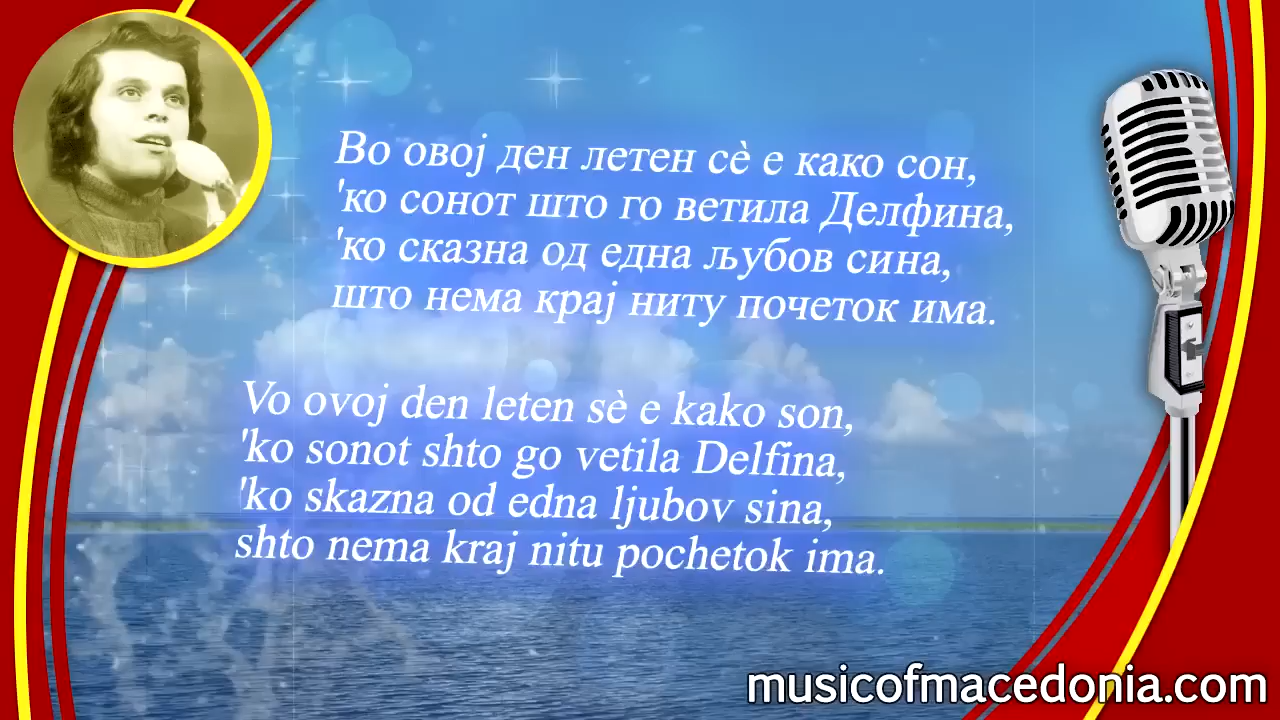 Во овој ден летен сѐ е како сон,
'ко сонот што го ветила Делфина,
'ко сказна од една љубов сина,
што нема крај ниту почеток има.
Vo ovoj den leten sè e kako son,
'ko sonot shto go vetila Delfina,
'ko skazna od edna ljubov sina,
shto nema kraj nitu pochetok ima.
musicofmacedonia.com